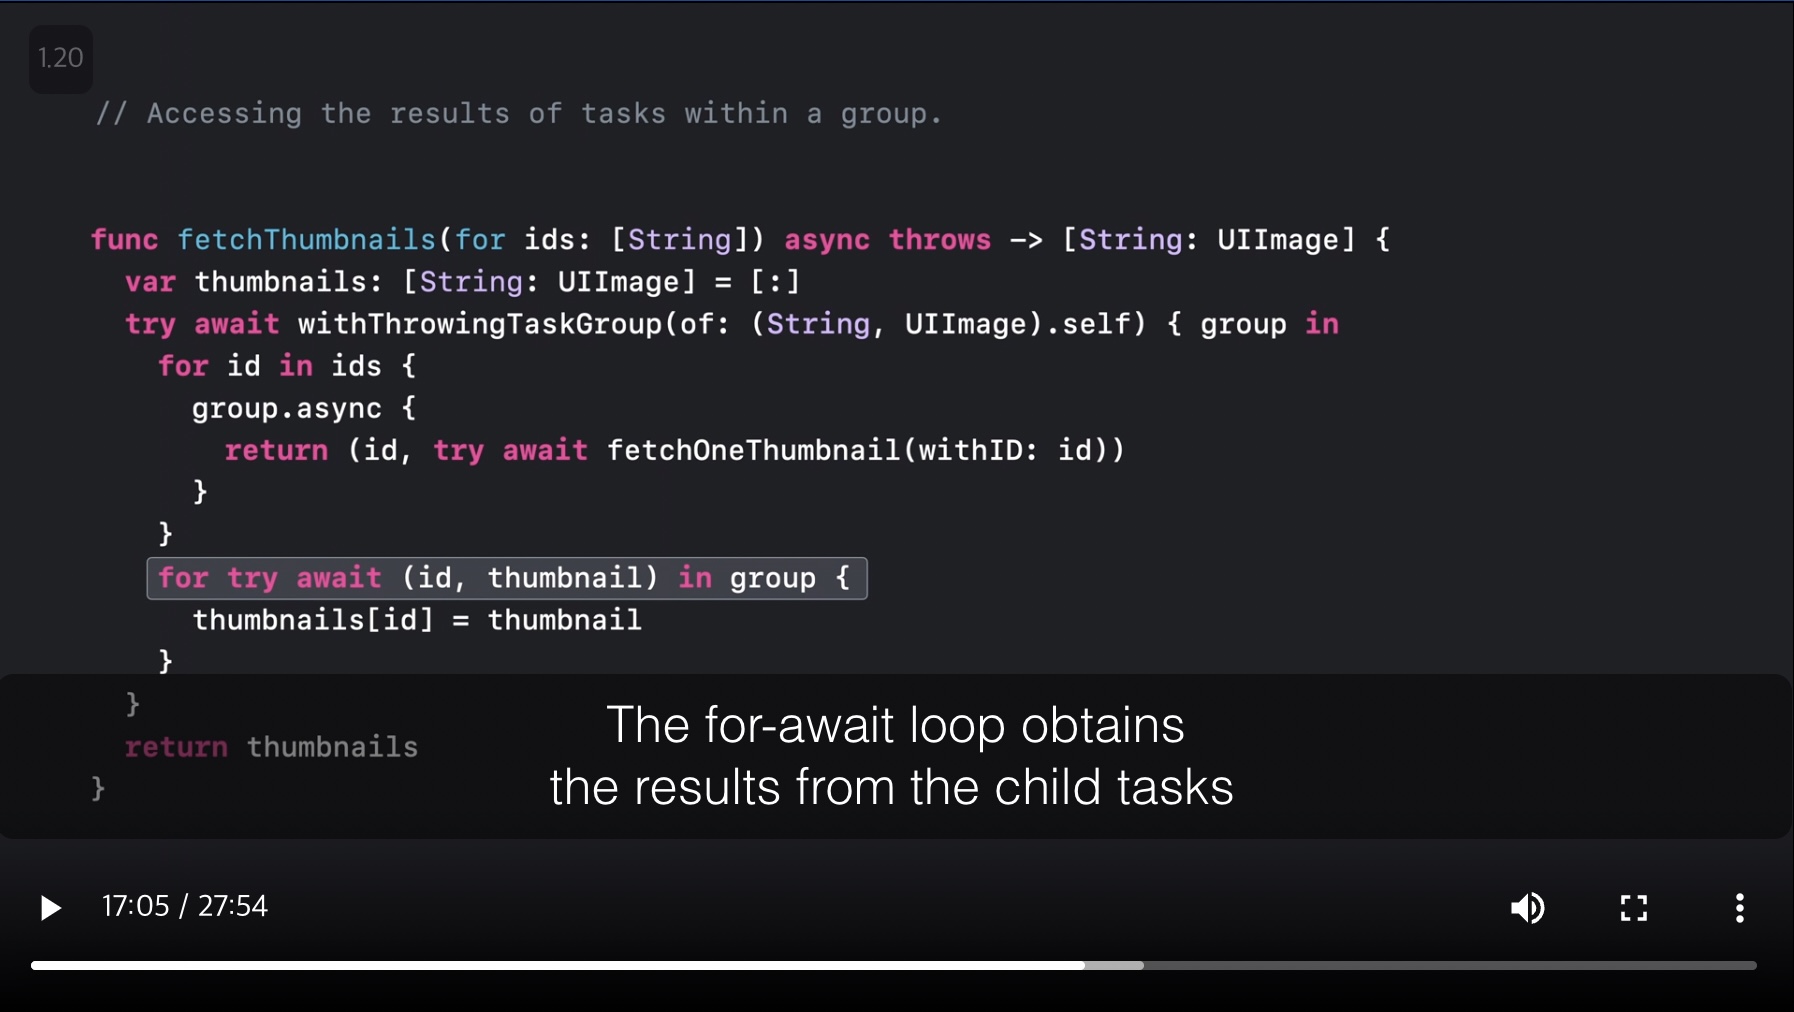 1.20
// Accessing the results of tasks within a group.
func fetchThumbnails(for ids: [String]) async throws -> [String: UIImage] {
var thumbnails: [String: UIImage] = [:]
try await withThrowingTaskGroup(of: (String, UIImage).self) { group in
for id in ids {
group.async {
return (id, try await fetchOneThumbnail(withID: id))
}
}
for try await (id, thumbnail) in group {
thumbnails[id] = thumbnail
}
}
return thumbnails
}
The for-await loop obtains
the results from the child tasks
17:05 / 27:54